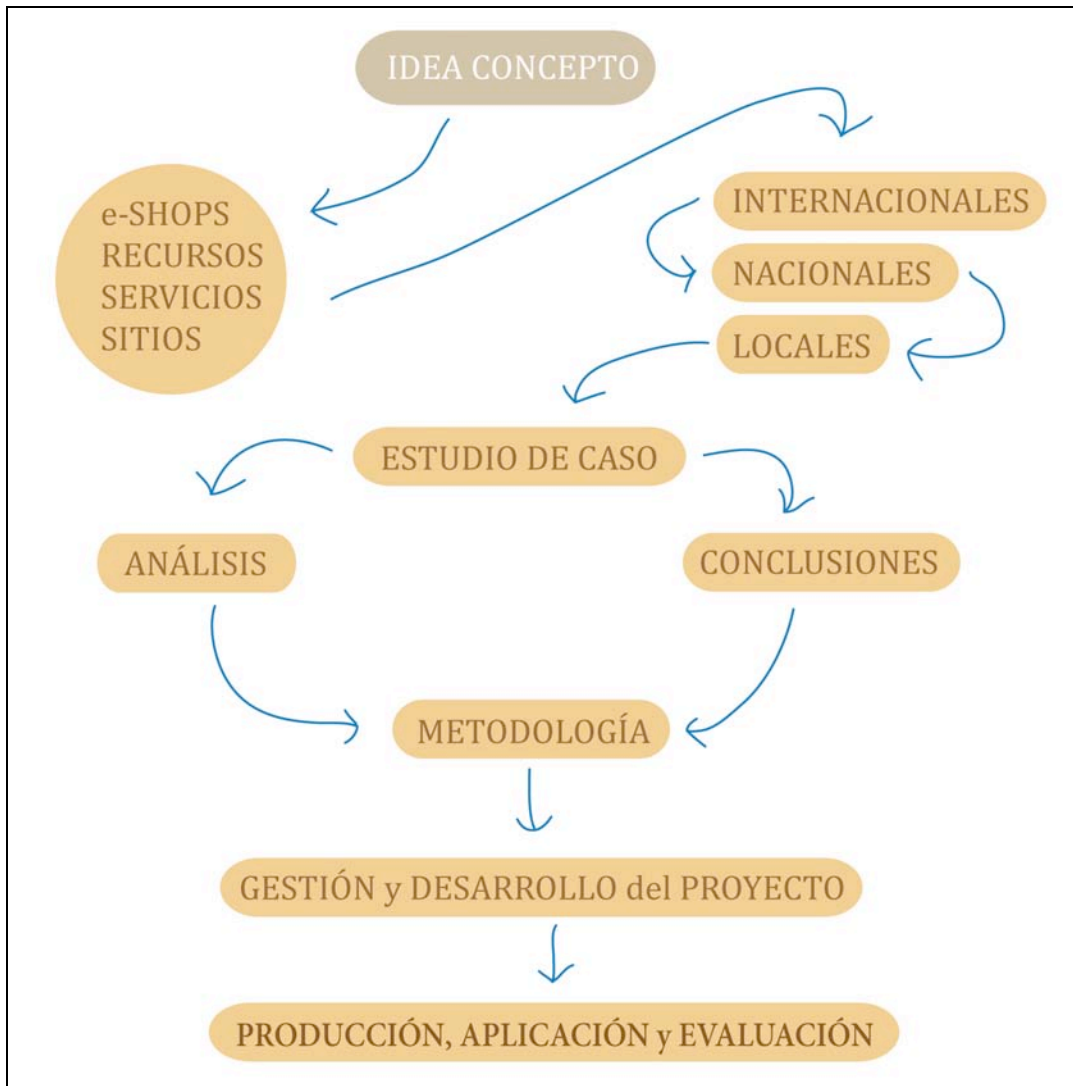 IDEA CONCEPTO
e-SHOPS
RECURSOS
SERVICIOS
SITIOS
INTERNACIONALES
NACIONALES
LOCALES
ESTUDIO DE CASO
ANÁLISIS
CONCLUSIONES
METODOLOGÍA
GESTIÓN y DESARROLLO del PROYECTO
PRODUCCIÓN, APLICACIÓN y EVALUACIÓN